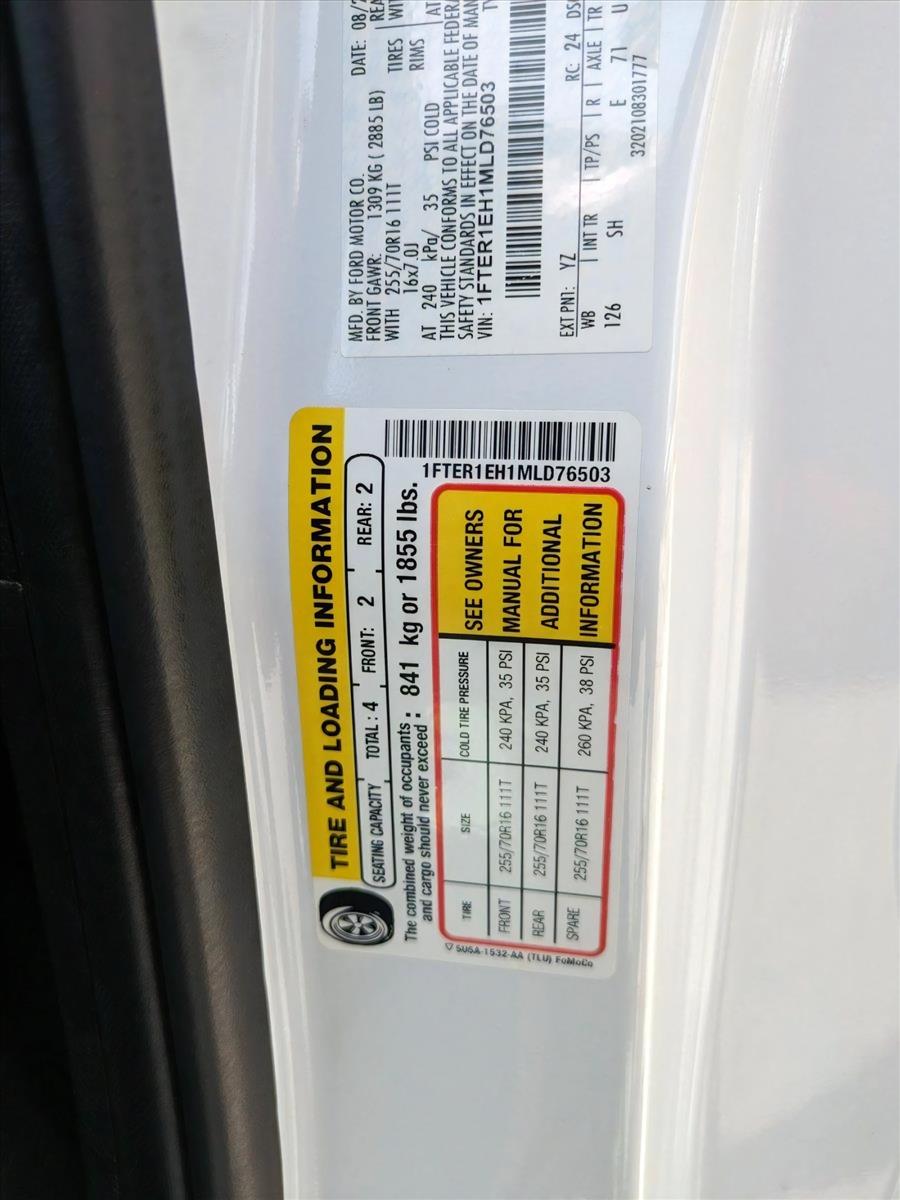 TIRE AND LOADING INFORMATION
SEATING CAPACITY TOTAL: 4 FRONT: 2 REAR: 2
The combined weight of occupants : 841 kg or 1855 lbs.
and cargo should never exceed :
1FTER1EH1MLD76503
TIRE SIZE COLD TIRE PRESSURE
FRONT 255/70R16 111T 240 KPA, 35 PSI
REAR 255/70R16 111T 240 KPA, 35 PSI
SPARE 255/70R16 111T 260 KPA, 38 PSI
SEE OWNERS
MANUAL FOR
ADDITIONAL
INFORMATION
5U5A-1532-AA (TLU) FoMoCo
MFD. BY FORD MOTOR CO. DATE: 08/
FRONT GAWR: 1309 KG ( 2885 LB)
WITH 255/70R16 111T TIRES
16x7.0J RIMS
AT 240 kPa/ 35 PSI COLD AT
THIS VEHICLE CONFORMS TO ALL APPLICABLE
SAFETY STANDARDS IN EFFECT ON THE DATE OF
VIN: 1FTER1EH1MLD76503
EXT PNT: YZ RC: 24
WB | INT TR | TP/PS | R | AXLE | TR
126 SH E 71 U
3202108301777